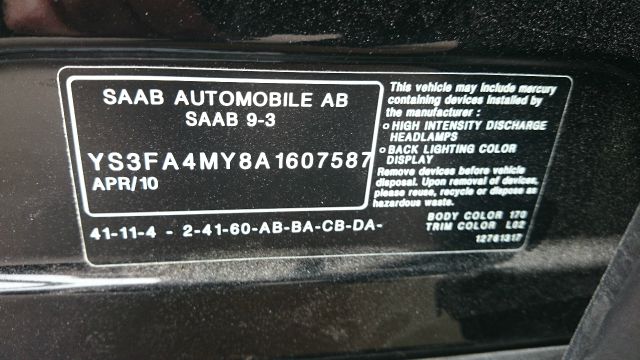 SAAB AUTOMOBILE AB
SAAB 9-3
YS3FA4MY8A1607587
APR/10
41-11-4 - 2-41-60-AB-BA-CB-DA-
This vehicle may include mercury
containing devices installed by
the manufacturer :
o HIGH INTENSITY DISCHARGE
HEADLAMPS
o BACK LIGHTING COLOR
DISPLAY
Remove devices before vehicle
disposal. Upon removal of devices,
please reuse, recycle or dispose as
hazardous waste.
BODY COLOR 170
TRIM COLOR L02
12761317